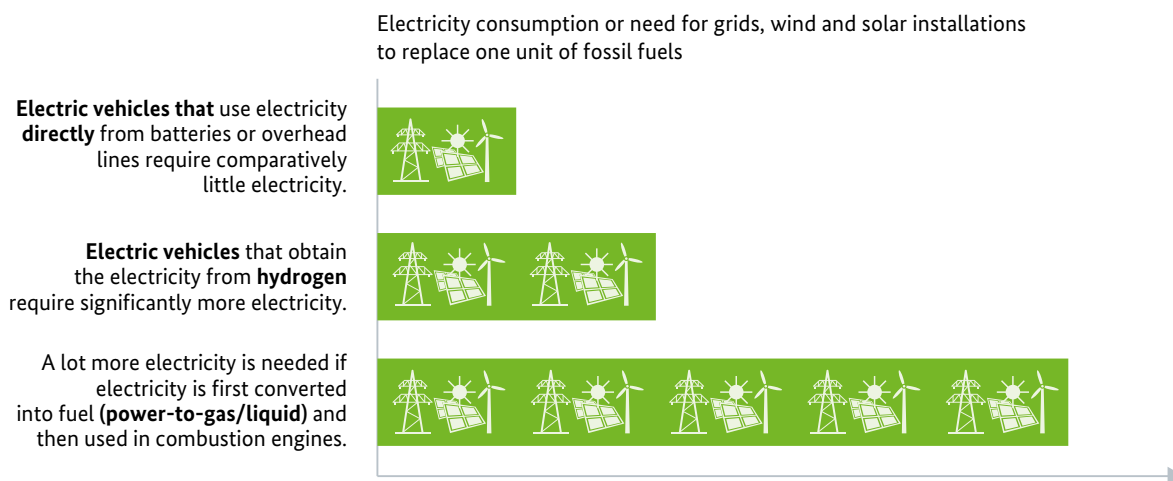 Electricity consumption or need for grids, wind and solar installations
to replace one unit of fossil fuels
Electric vehicles that use electricity
directly from batteries or overhead
lines require comparatively
little electricity.
Electric vehicles that obtain
the electricity from hydrogen
require significantly more electricity.
A lot more electricity is needed if
electricity is first converted
into fuel (power-to-gas/liquid) and
then used in combustion engines.